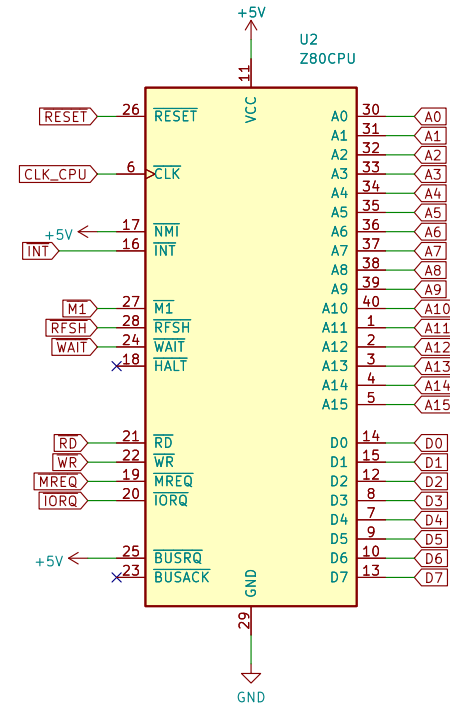 +5V
U2
Z80CPU
11
VCC
RESET 26 RESET A0 30 A0
A1 31 A1
A2 32 A2
CLK_CPU 6 CLK A3 33 A3
A4 34 A4
A5 35 A5
+5V 17 NMI A6 36 A6
INT 16 INT A7 37 A7
A8 38 A8
A9 39 A9
M1 27 M1 A10 40 A10
RFSH 28 RFSH A11 1 A11
WAIT 24 WAIT A12 2 A12
18 HALT A13 3 A13
A14 4 A14
A15 5 A15
RD 21 RD D0 14 D0
WR 22 WR D1 15 D1
MREQ 19 MREQ D2 12 D2
IORQ 20 IORQ D3 8 D3
D4 7 D4
D5 9 D5
+5V 25 BUSRQ D6 10 D6
23 BUSACK D7 13 D7
GND
29
GND